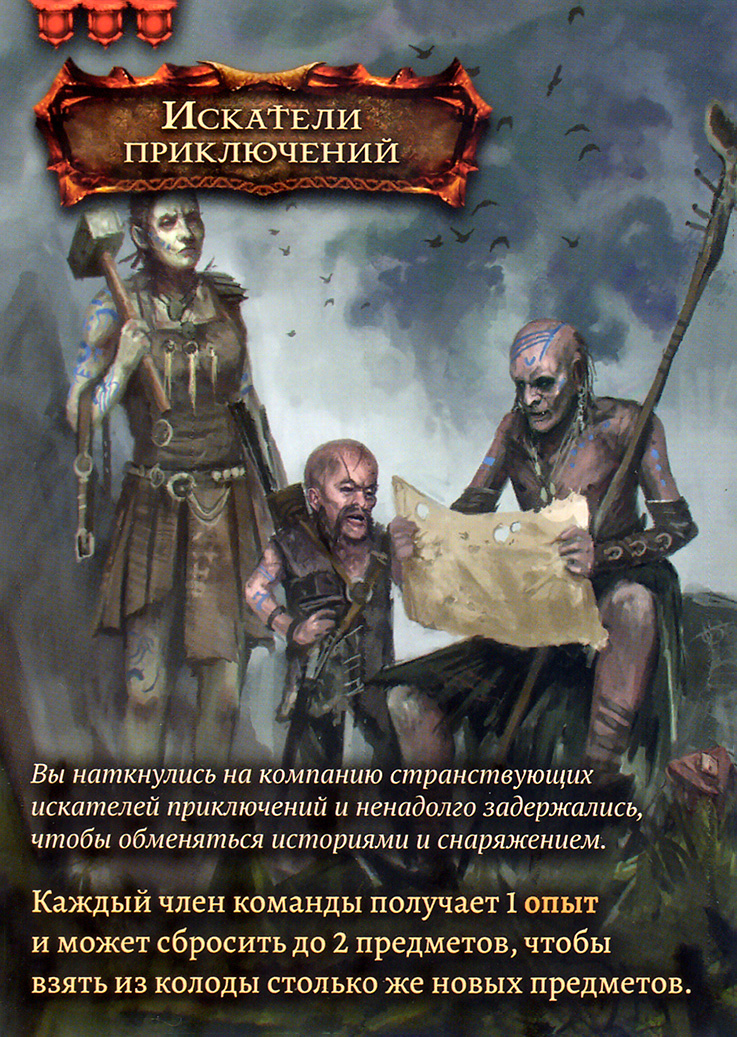 Искатели
приключений
Вы наткнулись на компанию странствующих
искателей приключений и ненадолго задержались,
чтобы обменяться историями и снаряжением.
Каждый член команды получает 1 опыт
и может сбросить до 2 предметов, чтобы
взять из колоды столько же новых предметов.